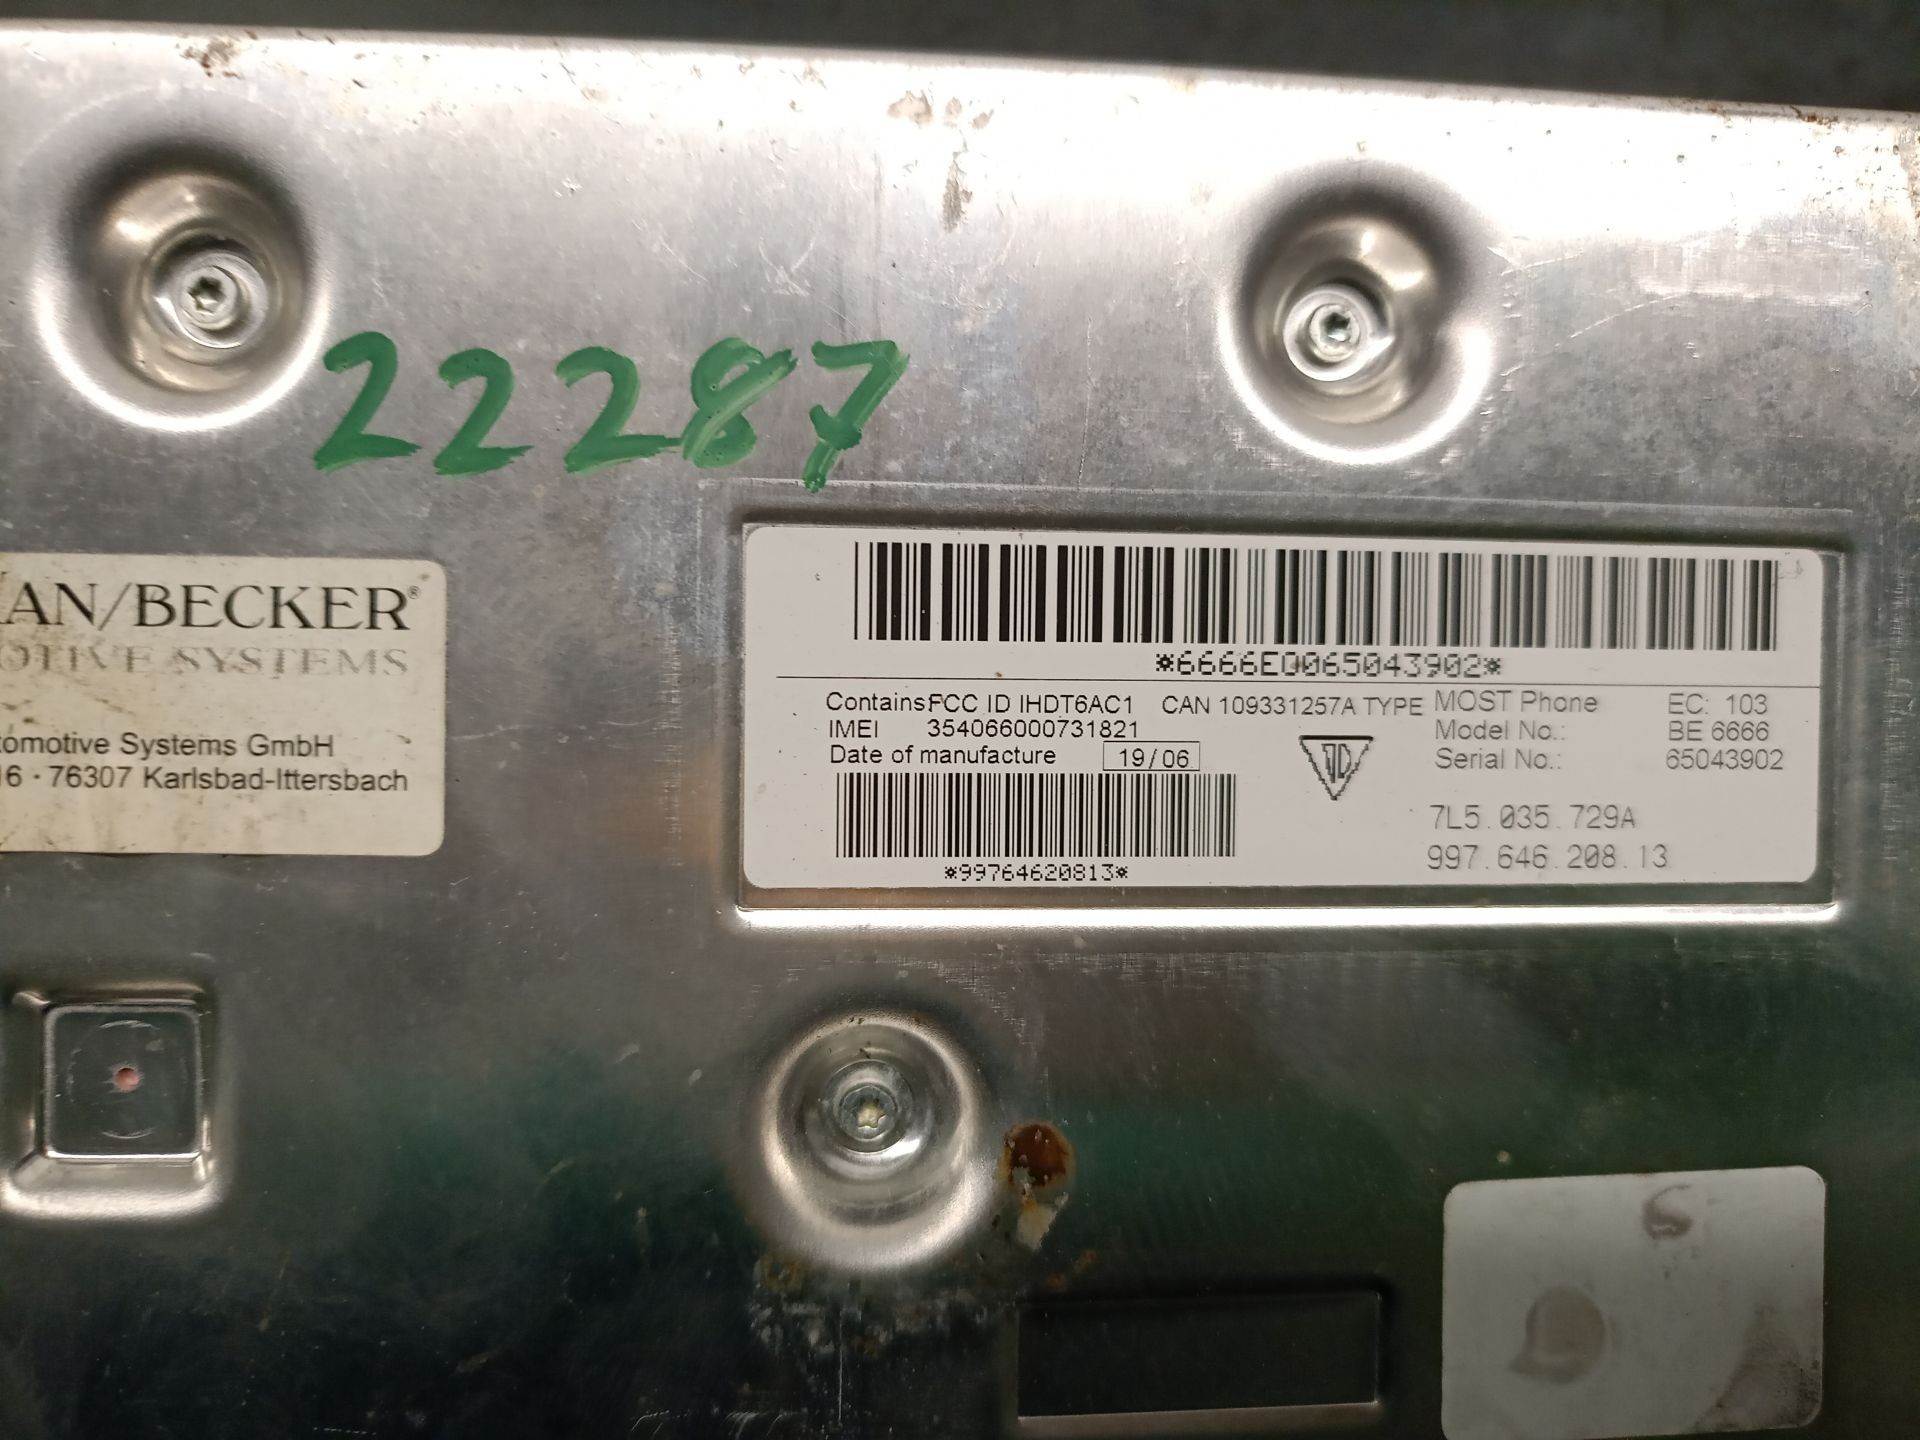 22287
AN/BECKER®
OTIVE SYSTEMS
tomotive Systems GmbH
16 · 76307 Karlsbad-Ittersbach
*6666E0065043902*
Contains FCC ID IHDT6AC1 CAN 109331257A TYPE MOST Phone EC: 103
IMEI 354066000731821 Model No.: BE 6666
Date of manufacture 19/06 Serial No.: 65043902
7L5.035.729A
997.646.208.13
*99764620813*